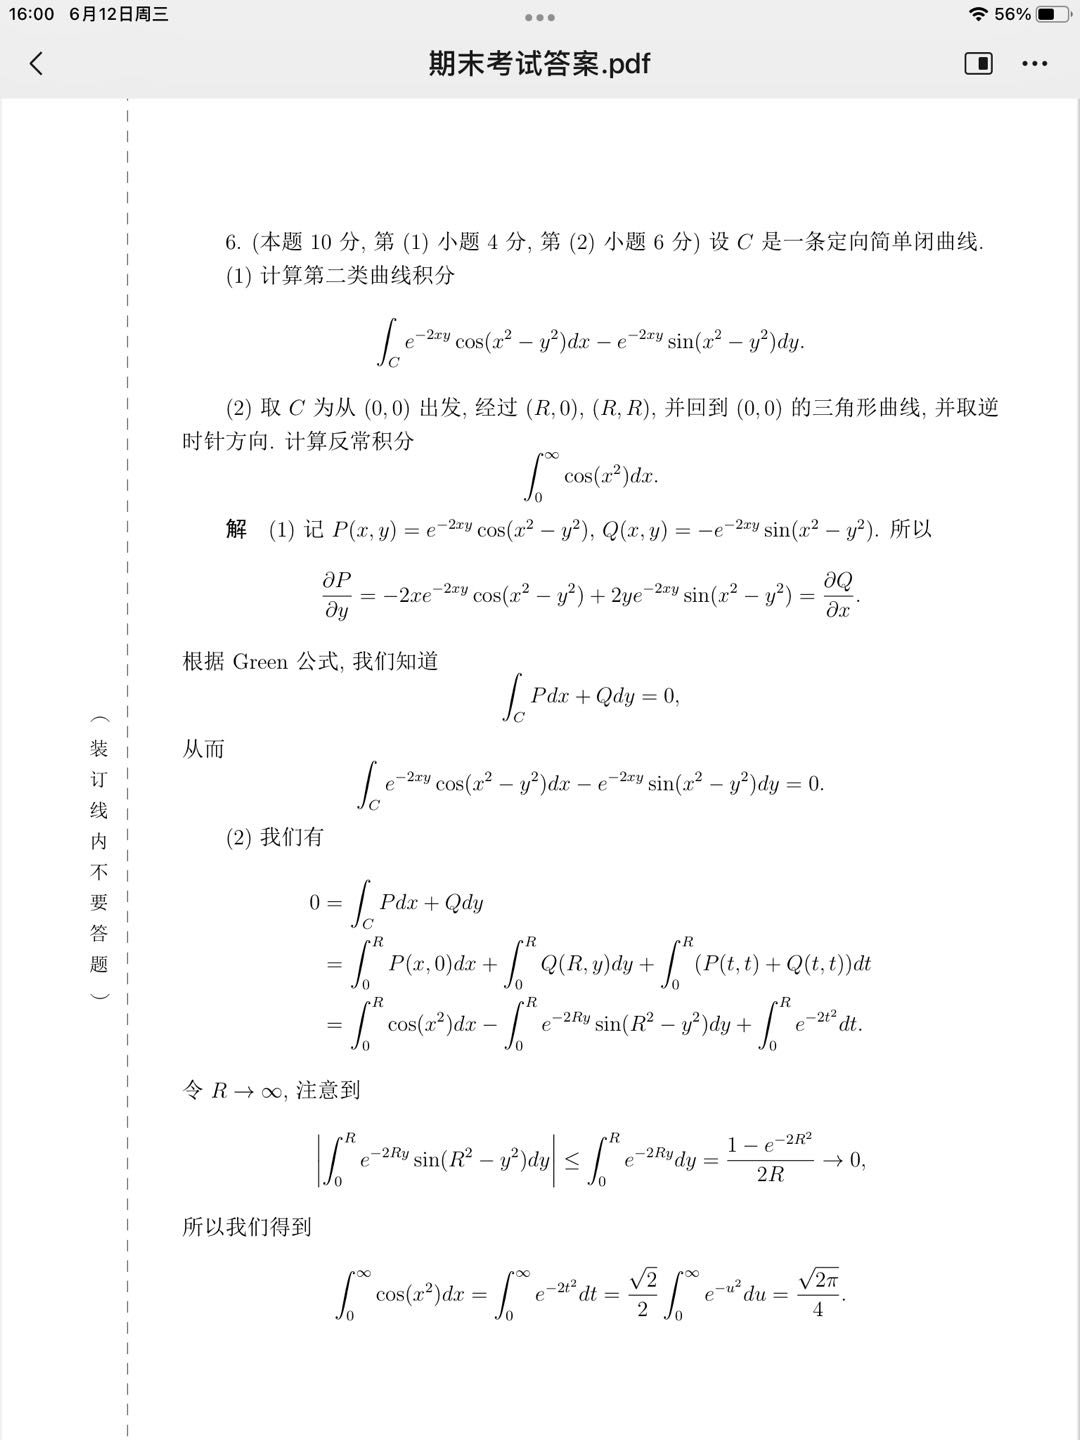 16:00 6月12日周三
56%
期末考试答案.pdf
6. (本题 10 分, 第 (1) 小题 4 分, 第 (2) 小题 6 分) 设 C 是一条定向简单闭曲线.
(1) 计算第二类曲线积分
∫_C e^{-2xy} cos(x² − y²)dx − e^{-2xy} sin(x² − y²)dy.
(2) 取 C 为从 (0, 0) 出发, 经过 (R, 0), (R, R), 并回到 (0, 0) 的三角形曲线, 并取逆
时针方向. 计算反常积分
∫_0^∞ cos(x²)dx.
解 (1) 记 P(x, y) = e^{-2xy} cos(x² − y²), Q(x, y) = −e^{-2xy} sin(x² − y²). 所以
∂P/∂y = −2xe^{-2xy} cos(x² − y²) + 2ye^{-2xy} sin(x² − y²) = ∂Q/∂x.
根据 Green 公式, 我们知道
∫_C Pdx + Qdy = 0,
从而
∫_C e^{-2xy} cos(x² − y²)dx − e^{-2xy} sin(x² − y²)dy = 0.
(2) 我们有
0 = ∫_C Pdx + Qdy
= ∫_0^R P(x, 0)dx + ∫_0^R Q(R, y)dy + ∫_0^R (P(t, t) + Q(t, t))dt
= ∫_0^R cos(x²)dx − ∫_0^R e^{-2Ry} sin(R² − y²)dy + ∫_0^R e^{-2t²}dt.
令 R → ∞, 注意到
|∫_0^R e^{-2Ry} sin(R² − y²)dy| ≤ ∫_0^R e^{-2Ry}dy = (1 − e^{-2R²})/2R → 0,
所以我们得到
∫_0^∞ cos(x²)dx = ∫_0^∞ e^{-2t²}dt = √2/2 ∫_0^∞ e^{-u²}du = √2π/4.
（装订线内不要答题）